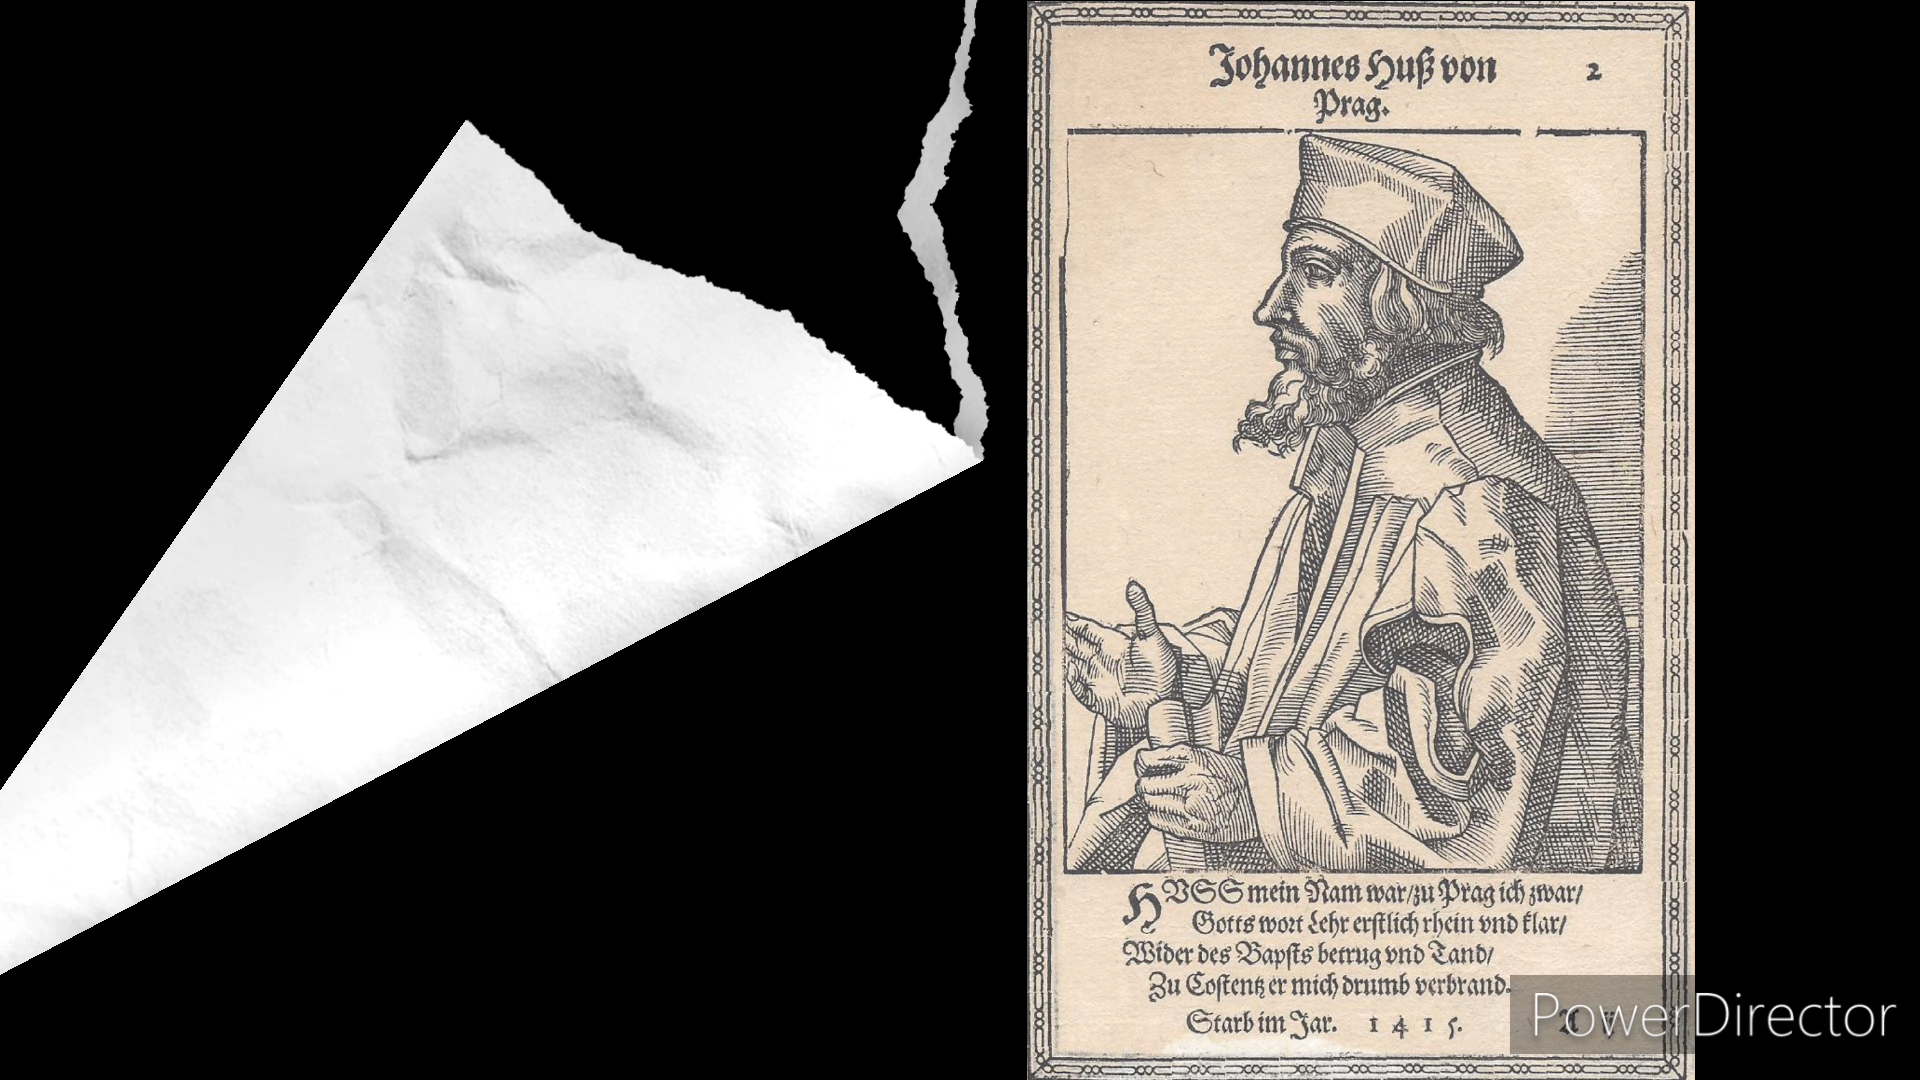 Johannes Huß von
2
Prag.
HVSS mein Nam war/zu Prag ich zwar/
Gotts wort Lehr erstlich rhein vnd klar/
Wider des Bapsts betrug vnd Tand/
Zu Costentz er mich drumb verbrand.
Starb im Jar. 1415.
PowerDirector